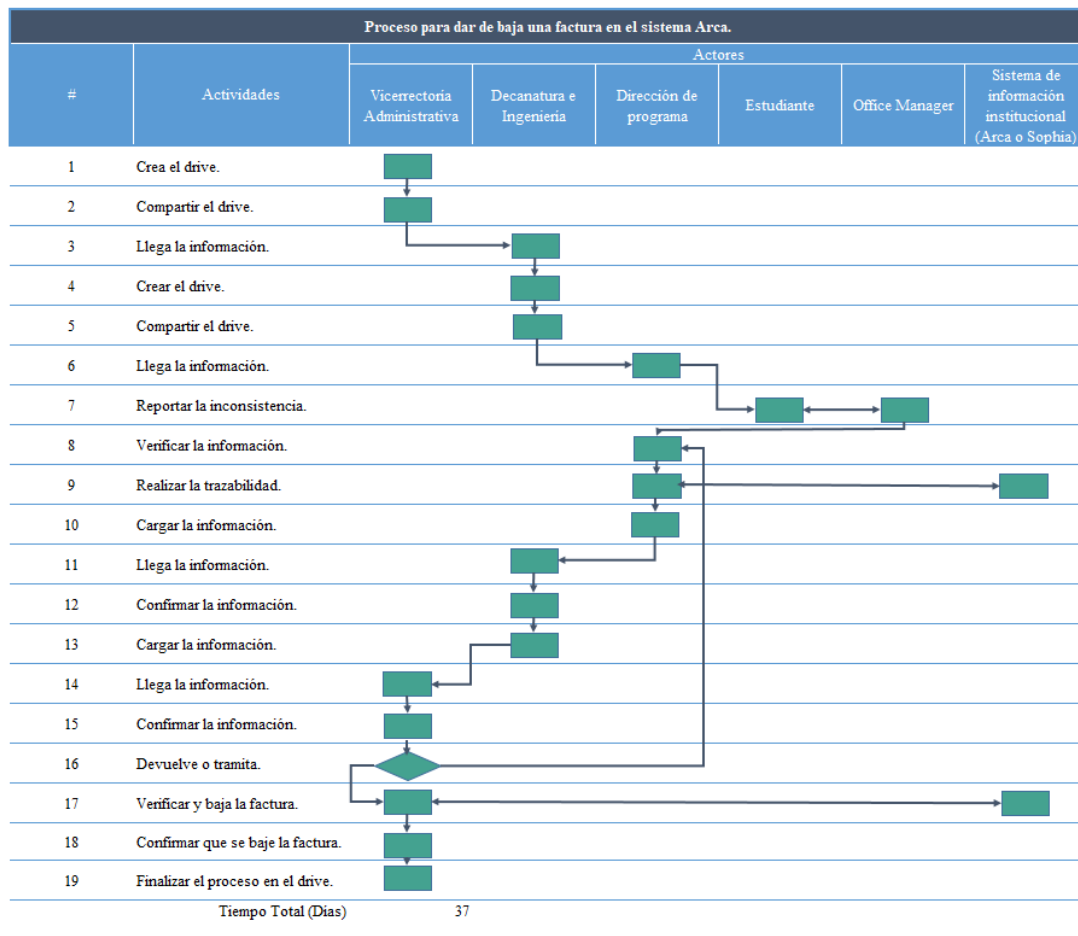 Proceso para dar de baja una factura en el sistema Arca.
Actores
# Actividades Vicerrectoria Administrativa Decanatura e Ingeniería Dirección de programa Estudiante Office Manager Sistema de información institucional (Arca o Sophia)
1 Crea el drive.
2 Compartir el drive.
3 Llega la información.
4 Crear el drive.
5 Compartir el drive.
6 Llega la información.
7 Reportar la inconsistencia.
8 Verificar la información.
9 Realizar la trazabilidad.
10 Cargar la información.
11 Llega la información.
12 Confirmar la información.
13 Cargar la información.
14 Llega la información.
15 Confirmar la información.
16 Devuelve o tramita.
17 Verificar y baja la factura.
18 Confirmar que se baje la factura.
19 Finalizar el proceso en el drive.
Tiempo Total (Dias) 37